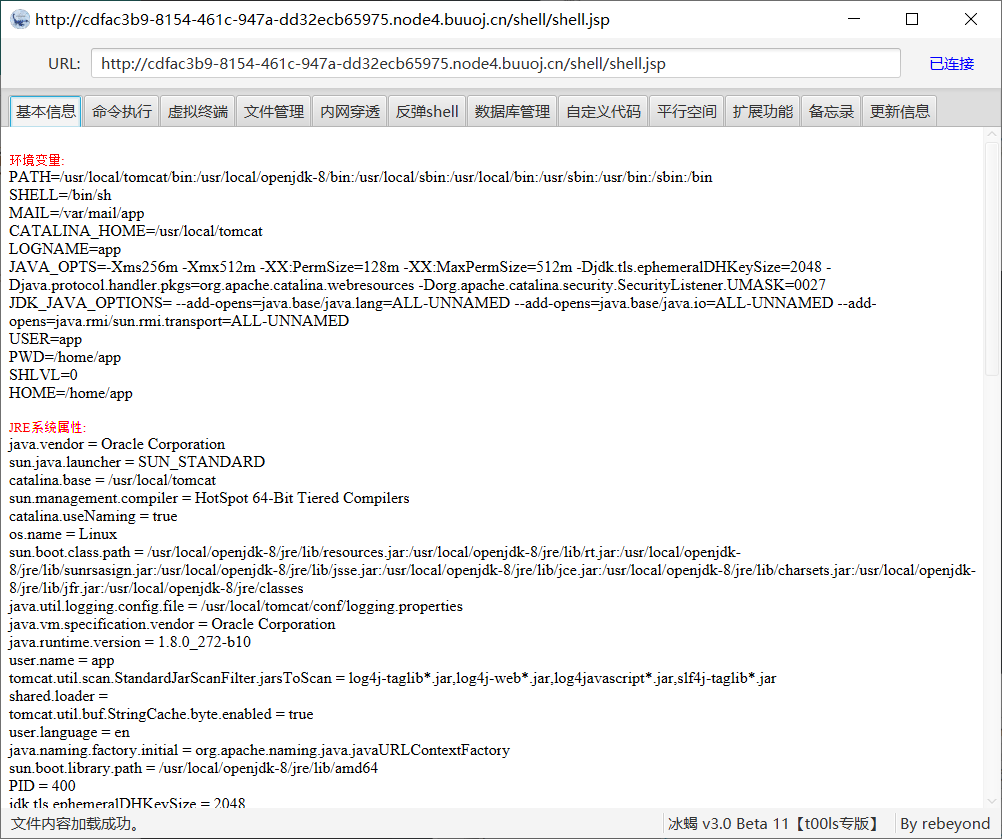 http://cdfac3b9-8154-461c-947a-dd32ecb65975.node4.buuoj.cn/shell/shell.jsp
URL: http://cdfac3b9-8154-461c-947a-dd32ecb65975.node4.buuoj.cn/shell/shell.jsp 已连接
基本信息 命令执行 虚拟终端 文件管理 内网穿透 反弹shell 数据库管理 自定义代码 平行空间 扩展功能 备忘录 更新信息
环境变量:
PATH=/usr/local/tomcat/bin:/usr/local/openjdk-8/bin:/usr/local/sbin:/usr/local/bin:/usr/sbin:/usr/bin:/sbin:/bin
SHELL=/bin/sh
MAIL=/var/mail/app
CATALINA_HOME=/usr/local/tomcat
LOGNAME=app
JAVA_OPTS=-Xms256m -Xmx512m -XX:PermSize=128m -XX:MaxPermSize=512m -Djdk.tls.ephemeralDHKeySize=2048 -
Djava.protocol.handler.pkgs=org.apache.catalina.webresources -Dorg.apache.catalina.security.SecurityListener.UMASK=0027
JDK_JAVA_OPTIONS= --add-opens=java.base/java.lang=ALL-UNNAMED --add-opens=java.base/java.io=ALL-UNNAMED --add-
opens=java.rmi/sun.rmi.transport=ALL-UNNAMED
USER=app
PWD=/home/app
SHLVL=0
HOME=/home/app
JRE系统属性:
java.vendor = Oracle Corporation
sun.java.launcher = SUN_STANDARD
catalina.base = /usr/local/tomcat
sun.management.compiler = HotSpot 64-Bit Tiered Compilers
catalina.useNaming = true
os.name = Linux
sun.boot.class.path = /usr/local/openjdk-8/jre/lib/resources.jar:/usr/local/openjdk-8/jre/lib/rt.jar:/usr/local/openjdk-
8/jre/lib/sunrsasign.jar:/usr/local/openjdk-8/jre/lib/jsse.jar:/usr/local/openjdk-8/jre/lib/jce.jar:/usr/local/openjdk-8/jre/lib/charsets.jar:/usr/local/openjdk-
8/jre/lib/jfr.jar:/usr/local/openjdk-8/jre/classes
java.util.logging.config.file = /usr/local/tomcat/conf/logging.properties
java.vm.specification.vendor = Oracle Corporation
java.runtime.version = 1.8.0_272-b10
user.name = app
tomcat.util.scan.StandardJarScanFilter.jarsToScan = log4j-taglib*.jar,log4j-web*.jar,log4javascript*.jar,slf4j-taglib*.jar
shared.loader =
tomcat.util.buf.StringCache.byte.enabled = true
user.language = en
java.naming.factory.initial = org.apache.naming.java.javaURLContextFactory
sun.boot.library.path = /usr/local/openjdk-8/jre/lib/amd64
PID = 400
jdk.tls.ephemeralDHKeySize = 2048
文件内容加载成功。 冰蝎 v3.0 Beta 11【t00ls专版】 By rebeyond